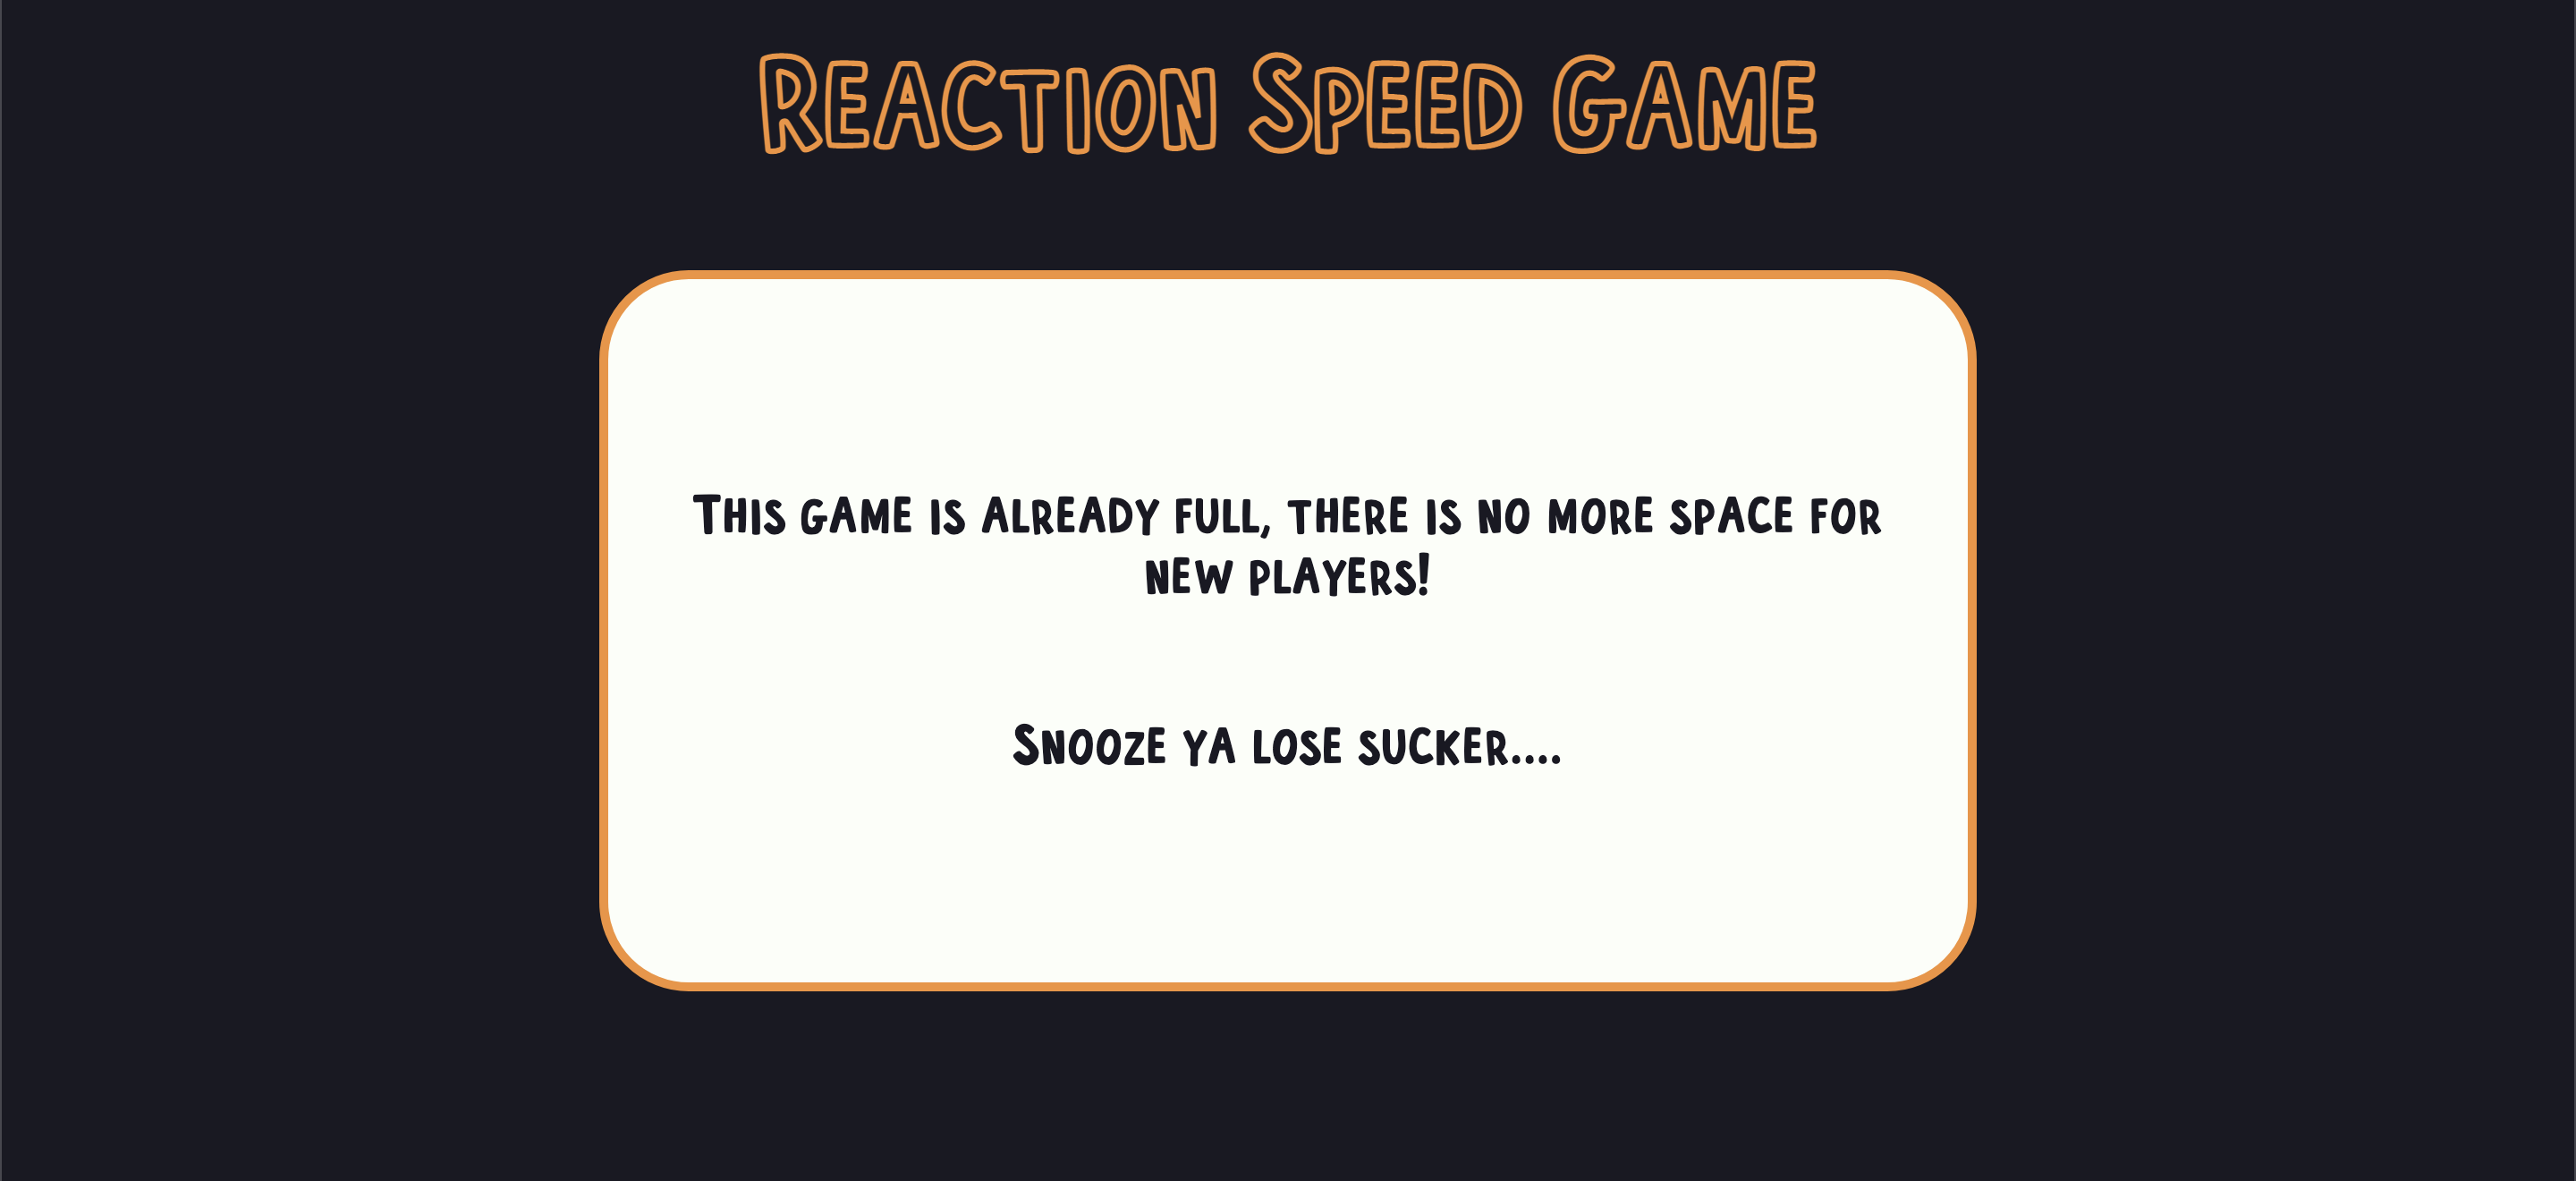 Reaction Speed Game
This game is already full, there is no more space for
new players!
Snooze ya lose sucker....